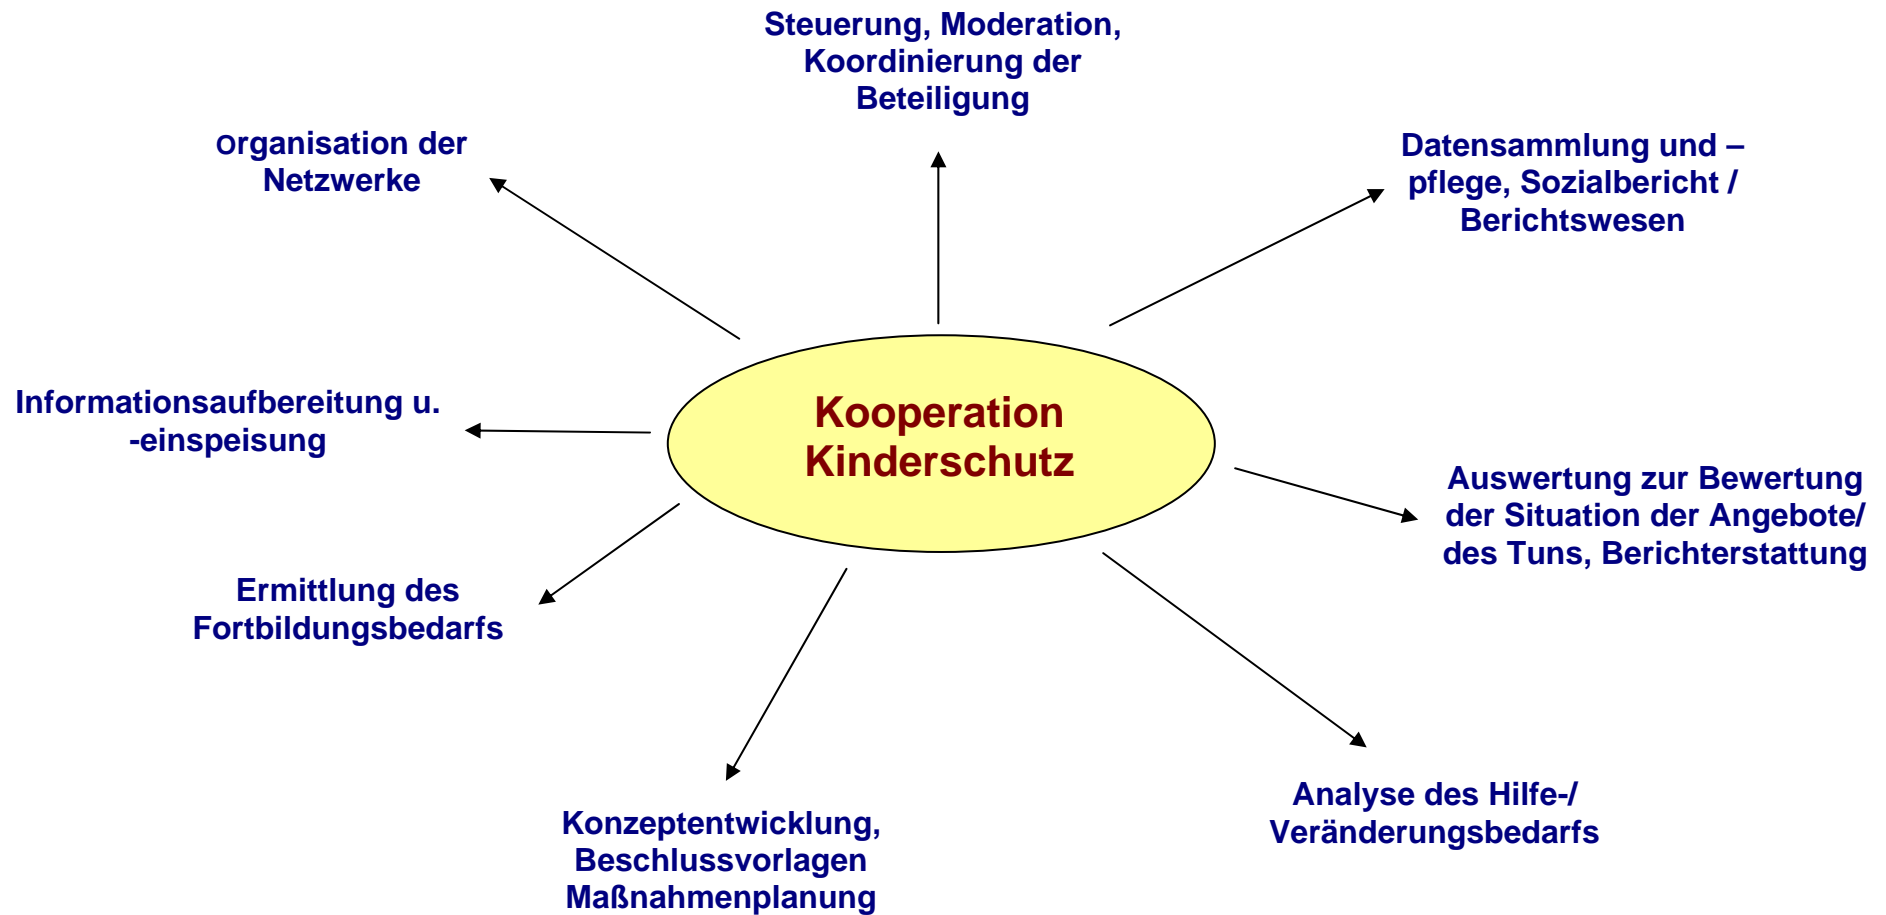 Steuerung, Moderation,
Koordinierung der
Beteiligung
Organisation der
Netzwerke
Datensammlung und –
pflege, Sozialbericht /
Berichtswesen
Informationsaufbereitung u.
-einspeisung
Kooperation
Kinderschutz
Auswertung zur Bewertung
der Situation der Angebote/
des Tuns, Berichterstattung
Ermittlung des
Fortbildungsbedarfs
Analyse des Hilfe-/
Veränderungsbedarfs
Konzeptentwicklung,
Beschlussvorlagen
Maßnahmenplanung